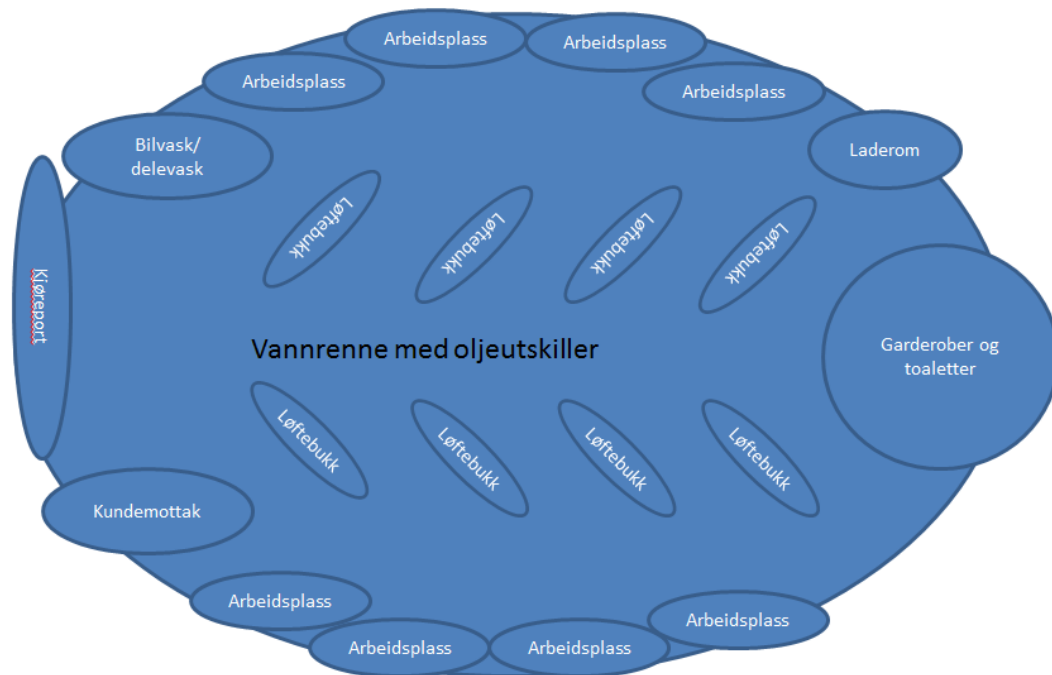 Arbeidsplass
Arbeidsplass
Arbeidsplass
Arbeidsplass
Bilvask/
delevask
Laderom
Løftebukk
Løftebukk
Løftebukk
Løftebukk
Kjøreport
Vannrenne med oljeutskiller
Garderober og
toaletter
Løftebukk
Løftebukk
Løftebukk
Løftebukk
Kundemottak
Arbeidsplass
Arbeidsplass
Arbeidsplass
Arbeidsplass